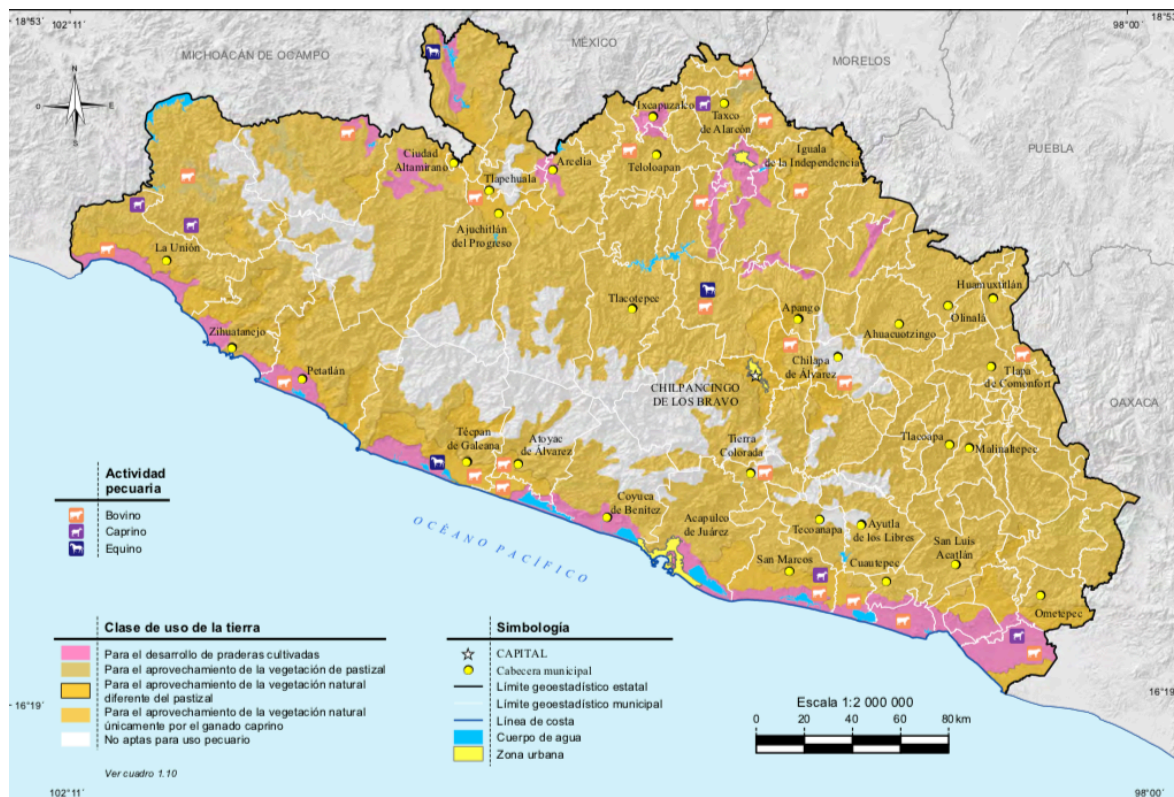 18°53'
102°11'
98°00'
18°53'
MICHOACÁN DE OCAMPO
MÉXICO
MORELOS
PUEBLA
OAXACA
N
O
E
S
Ixcapuzalco
Taxco
de Alarcón
Iguala
de la Independencia
Teloloapan
Ciudad
Altamirano
Arcelia
Tlapehuala
Ajuchitlán
del Progreso
La Unión
Zihuatanejo
Petatlán
Tlacotepec
Apango
Huamuxtitlán
Olinalá
Ahuacuotzingo
Chilapa
de Álvarez
Tlapa
de Comonfort
CHILPANCINGO
DE LOS BRAVO
Técpan
de Galeana
Atoyac
de Álvarez
Tierra
Colorada
Tlacoapa
Malinaltepec
Coyuca
de Benítez
Acapulco
de Juárez
Tecoanapa
Ayutla
de los Libres
San Luis
Acatlán
San Marcos
Cuautepec
Ometepec
OCÉANO PACÍFICO
Actividad
pecuaria
Bovino
Caprino
Equino
Clase de uso de la tierra
Para el desarrollo de praderas cultivadas
Para el aprovechamiento de la vegetación de pastizal
Para el aprovechamiento de la vegetación natural
diferente del pastizal
Para el aprovechamiento de la vegetación natural
únicamente por el ganado caprino
No aptas para uso pecuario
Ver cuadro 1.10
Simbología
CAPITAL
Cabecera municipal
Límite geoestadístico estatal
Límite geoestadístico municipal
Línea de costa
Cuerpo de agua
Zona urbana
Escala 1:2 000 000
0 20 40 60 80 km
16°19'
16°19'
102°11'
98°00'